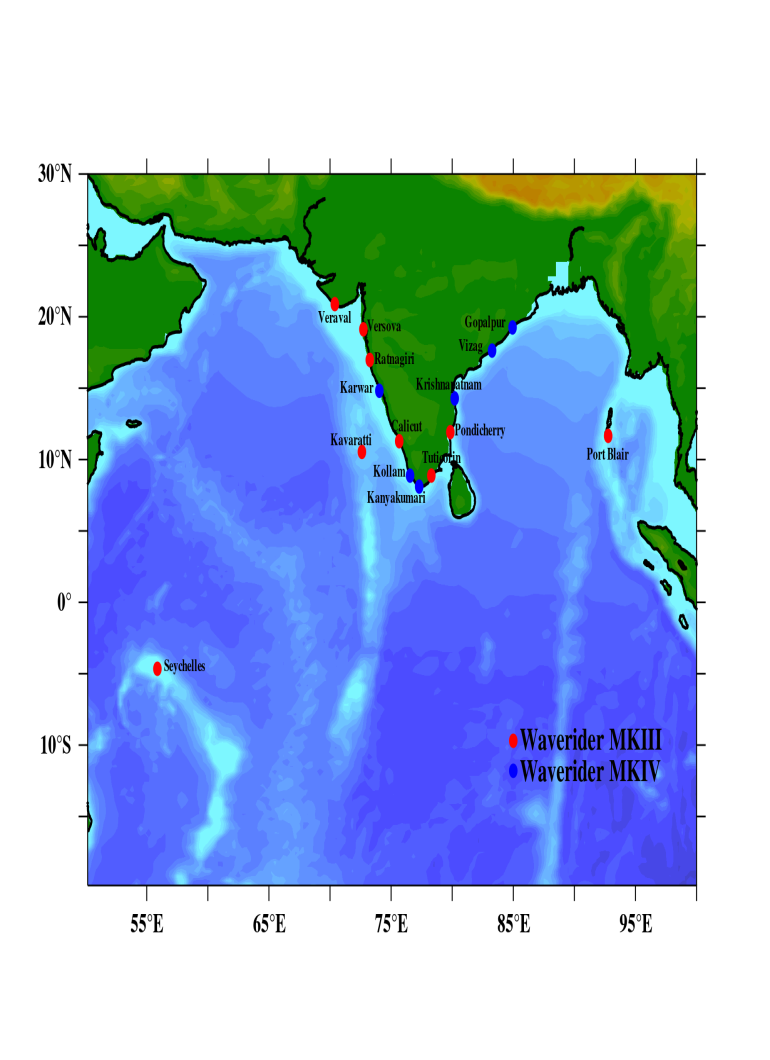 30°N
20°N
Gopalpur
Veraval
Versova
Vizag
Ratnagiri
Karwar
Krishnapatnam
Calicut
Pondicherry
Kavaratti
Port Blair
10°N
Tuticorin
Kollam
Kanyakumari
0°
Seychelles
10°S
Waverider MKIII
Waverider MKIV
55°E
65°E
75°E
85°E
95°E